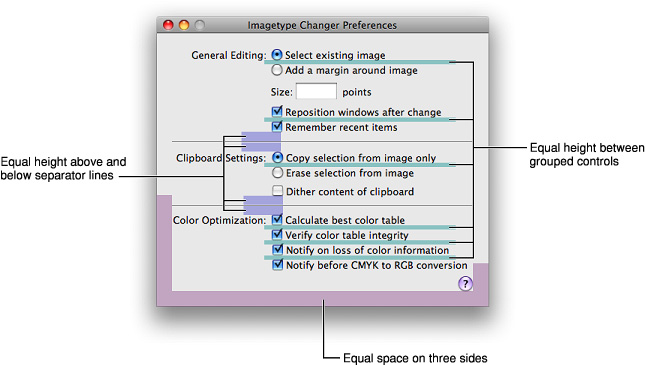 Imagetype Changer Preferences
General Editing: Select existing image
Add a margin around image
Size: points
Reposition windows after change
Remember recent items
Equal height above and
below separator lines
Equal height between
grouped controls
Clipboard Settings: Copy selection from image only
Erase selection from image
Dither content of clipboard
Color Optimization: Calculate best color table
Verify color table integrity
Notify on loss of color information
Notify before CMYK to RGB conversion
?
Equal space on three sides